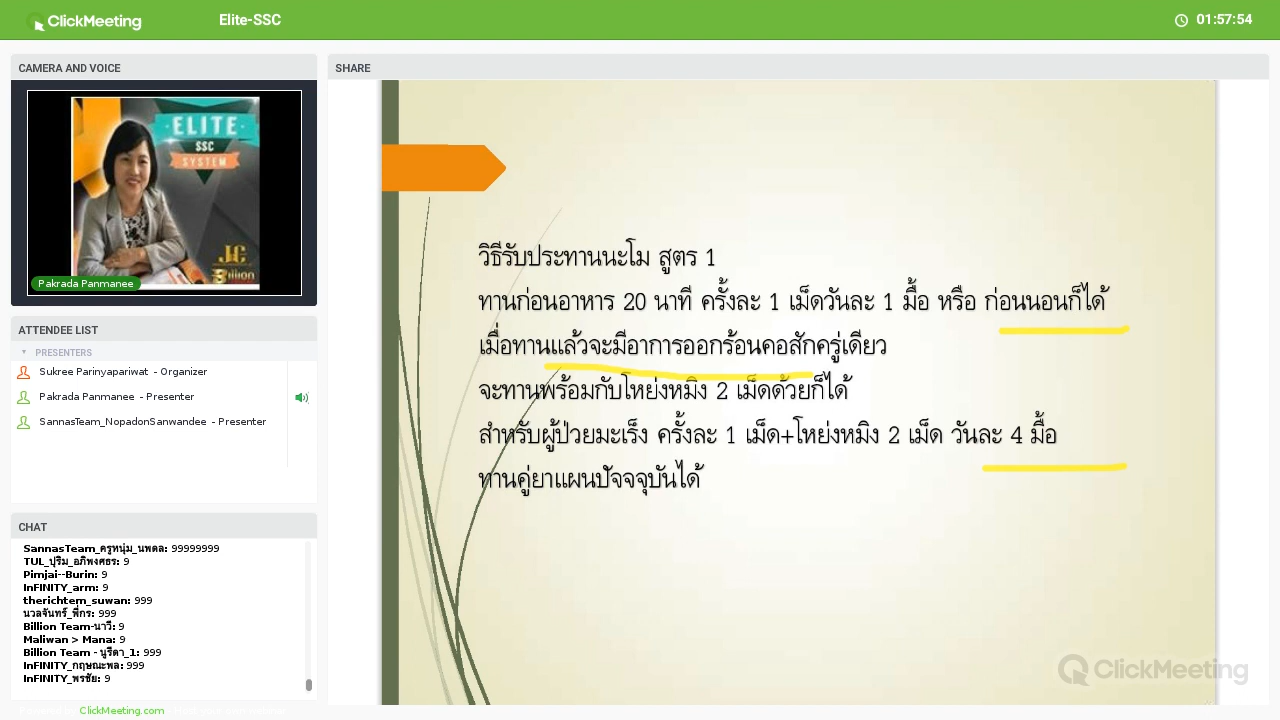 ClickMeeting
Elite-SSC
01:57:54
CAMERA AND VOICE
ELITE
SSC
SYSTEM
Billion
Pakrada Panmanee
ATTENDEE LIST
PRESENTERS
Sukree Parinyapariwat - Organizer
Pakrada Panmanee - Presenter
SannasTeam_NopadonSanwandee - Presenter
CHAT
SannasTeam_ครูหนุ่ม_นพดล: 99999999
TUL_ปุริม_อภิพงศธร: 9
Pimjai--Burin: 9
InFINITY_arm: 9
therichtem_suwan: 999
นวลจันทร์_พี่กร: 999
Billion Team-นาวี: 9
Maliwan > Mana: 9
Billion Team - นูรีดา_1: 999
InFINITY_กฤษณะพล: 999
InFINITY_พรชัย: 9
ClickMeeting.com
SHARE
วิธีรับประทานนะโม สูตร 1
ทานก่อนอาหาร 20 นาที ครั้งละ 1 เม็ดวันละ 1 มื้อ หรือ ก่อนนอนก็ได้
เมื่อทานแล้วจะมีอาการออกร้อนคอสักครู่เดียว
จะทานพร้อมกับโหย่งหมิง 2 เม็ดด้วยก็ได้
สำหรับผู้ป่วยมะเร็ง ครั้งละ 1 เม็ด+โหย่งหมิง 2 เม็ด วันละ 4 มื้อ
ทานคู่ยาแผนปัจจจุบันได้
ClickMeeting